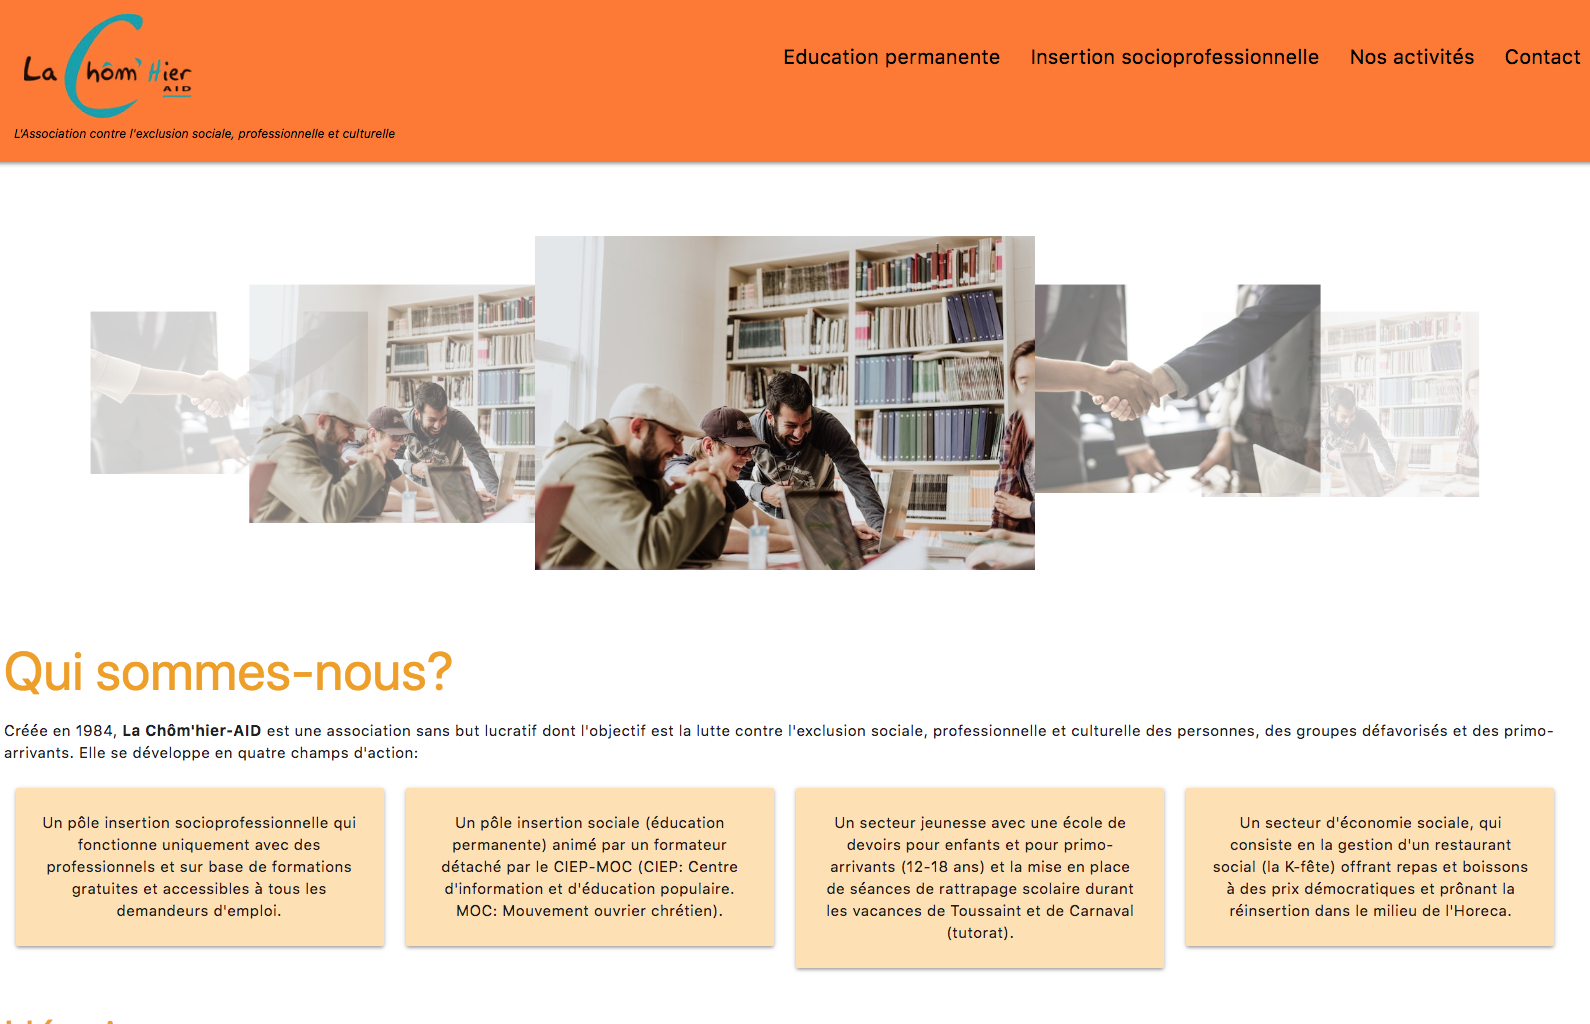 La Chôm'Hier
AID
L'Association contre l'exclusion sociale, professionnelle et culturelle
Education permanente
Insertion socioprofessionnelle
Nos activités
Contact
Qui sommes-nous?
Créée en 1984, La Chôm'hier-AID est une association sans but lucratif dont l'objectif est la lutte contre l'exclusion sociale, professionnelle et culturelle des personnes, des groupes défavorisés et des primo-
arrivants. Elle se développe en quatre champs d'action:
Un pôle insertion socioprofessionnelle qui
fonctionne uniquement avec des
professionnels et sur base de formations
gratuites et accessibles à tous les
demandeurs d'emploi.
Un pôle insertion sociale (éducation
permanente) animé par un formateur
détaché par le CIEP-MOC (CIEP: Centre
d'information et d'éducation populaire.
MOC: Mouvement ouvrier chrétien).
Un secteur jeunesse avec une école de
devoirs pour enfants et pour primo-
arrivants (12-18 ans) et la mise en place
de séances de rattrapage scolaire durant
les vacances de Toussaint et de Carnaval
(tutorat).
Un secteur d'économie sociale, qui
consiste en la gestion d'un restaurant
social (la K-fête) offrant repas et boissons
à des prix démocratiques et prônant la
réinsertion dans le milieu de l'Horeca.